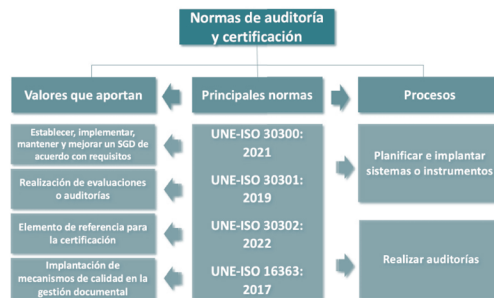 Normas de auditoría
y certificación
Valores que aportan
Principales normas
Procesos
Establecer, implementar,
mantener y mejorar un SGD de
acuerdo con requisitos
Realización de evaluaciones
o auditorías
Elemento de referencia para
la certificación
Implantación de
mecanismos de calidad en la
gestión documental
UNE-ISO 30300:
2021
UNE-ISO 30301:
2019
UNE-ISO 30302:
2022
UNE-ISO 16363:
2017
Planificar e implantar
sistemas o instrumentos
Realizar auditorías